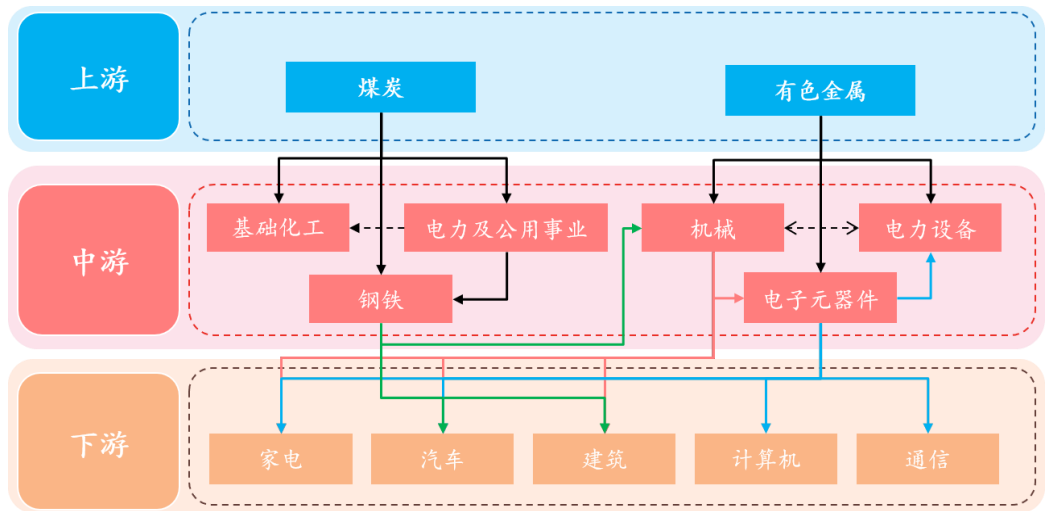 上游
煤炭
有色金属
中游
基础化工
电力及公用事业
机械
电力设备
钢铁
电子元器件
下游
家电
汽车
建筑
计算机
通信